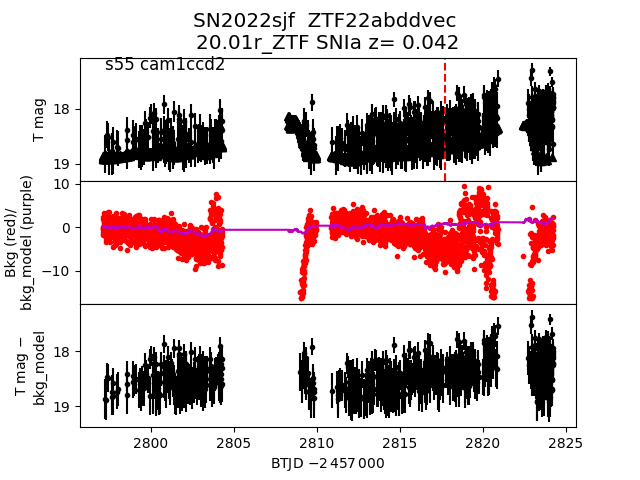 SN2022sjf  ZTF22abddvec
20.01r_ZTF SNIa z= 0.042
s55 cam1ccd2
T mag
18
19
Bkg (red)/
bkg_model (purple)
10
0
−10
T mag −
bkg_model
18
19
2800
2805
2810
2815
2820
2825
BTJD −2 457 000